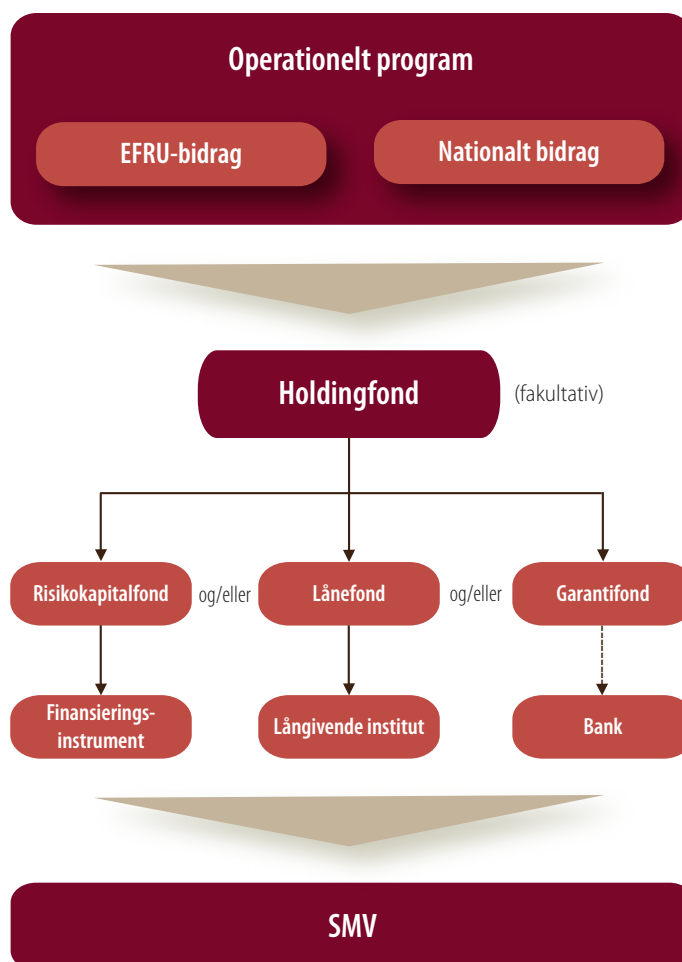 Operationelt program
EFRU-bidrag
Nationalt bidrag
Holdingfond
(fakultativ)
Risikokapitalfond
og/eller
Lånefond
og/eller
Garantifond
Finansierings-
instrument
Långivende institut
Bank
SMV